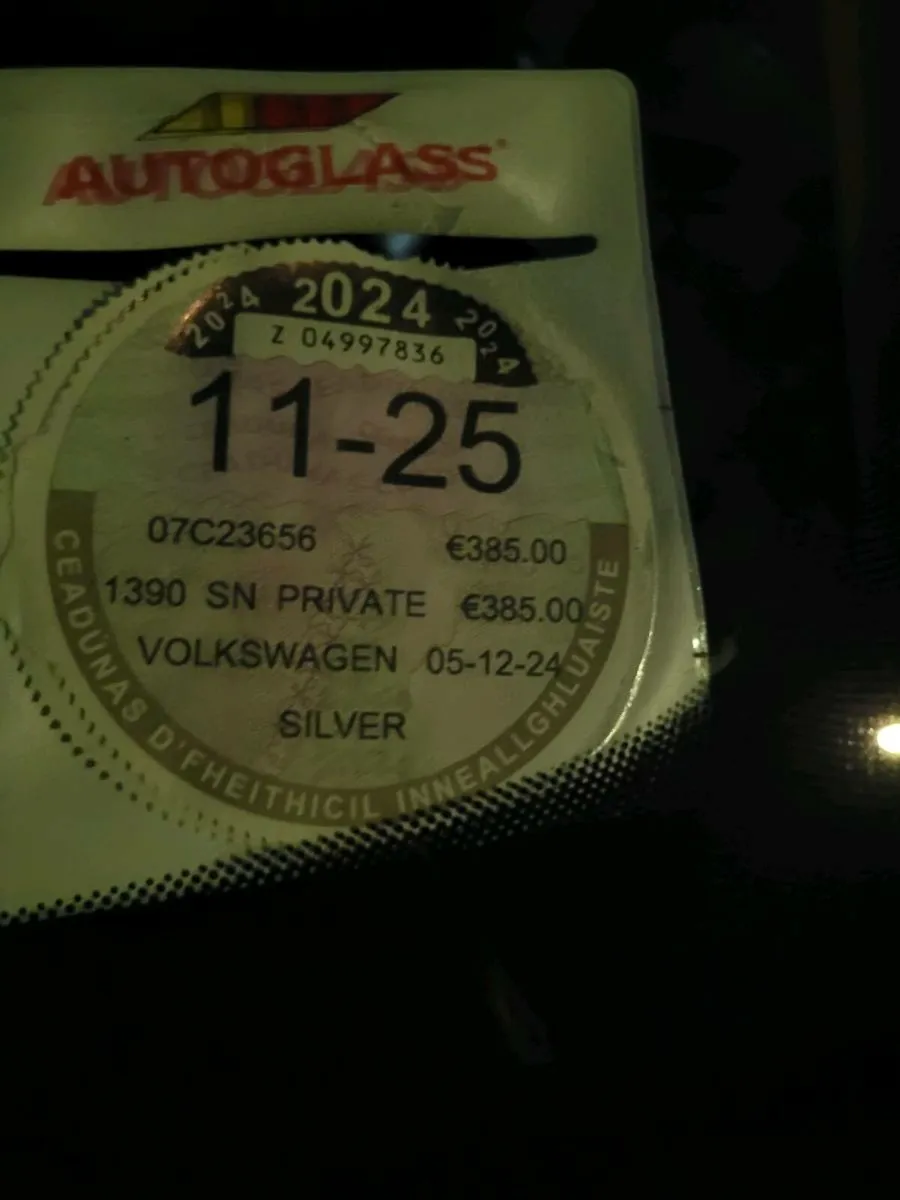 AUTOGLASS
2024 2024 2024
Z 04997836
11-25
07C23656 €385.00
1390 SN PRIVATE €385.00
VOLKSWAGEN 05-12-24
SILVER
CEADÚNAS D'FHEITHICIL INNEALLGHLUAISTE